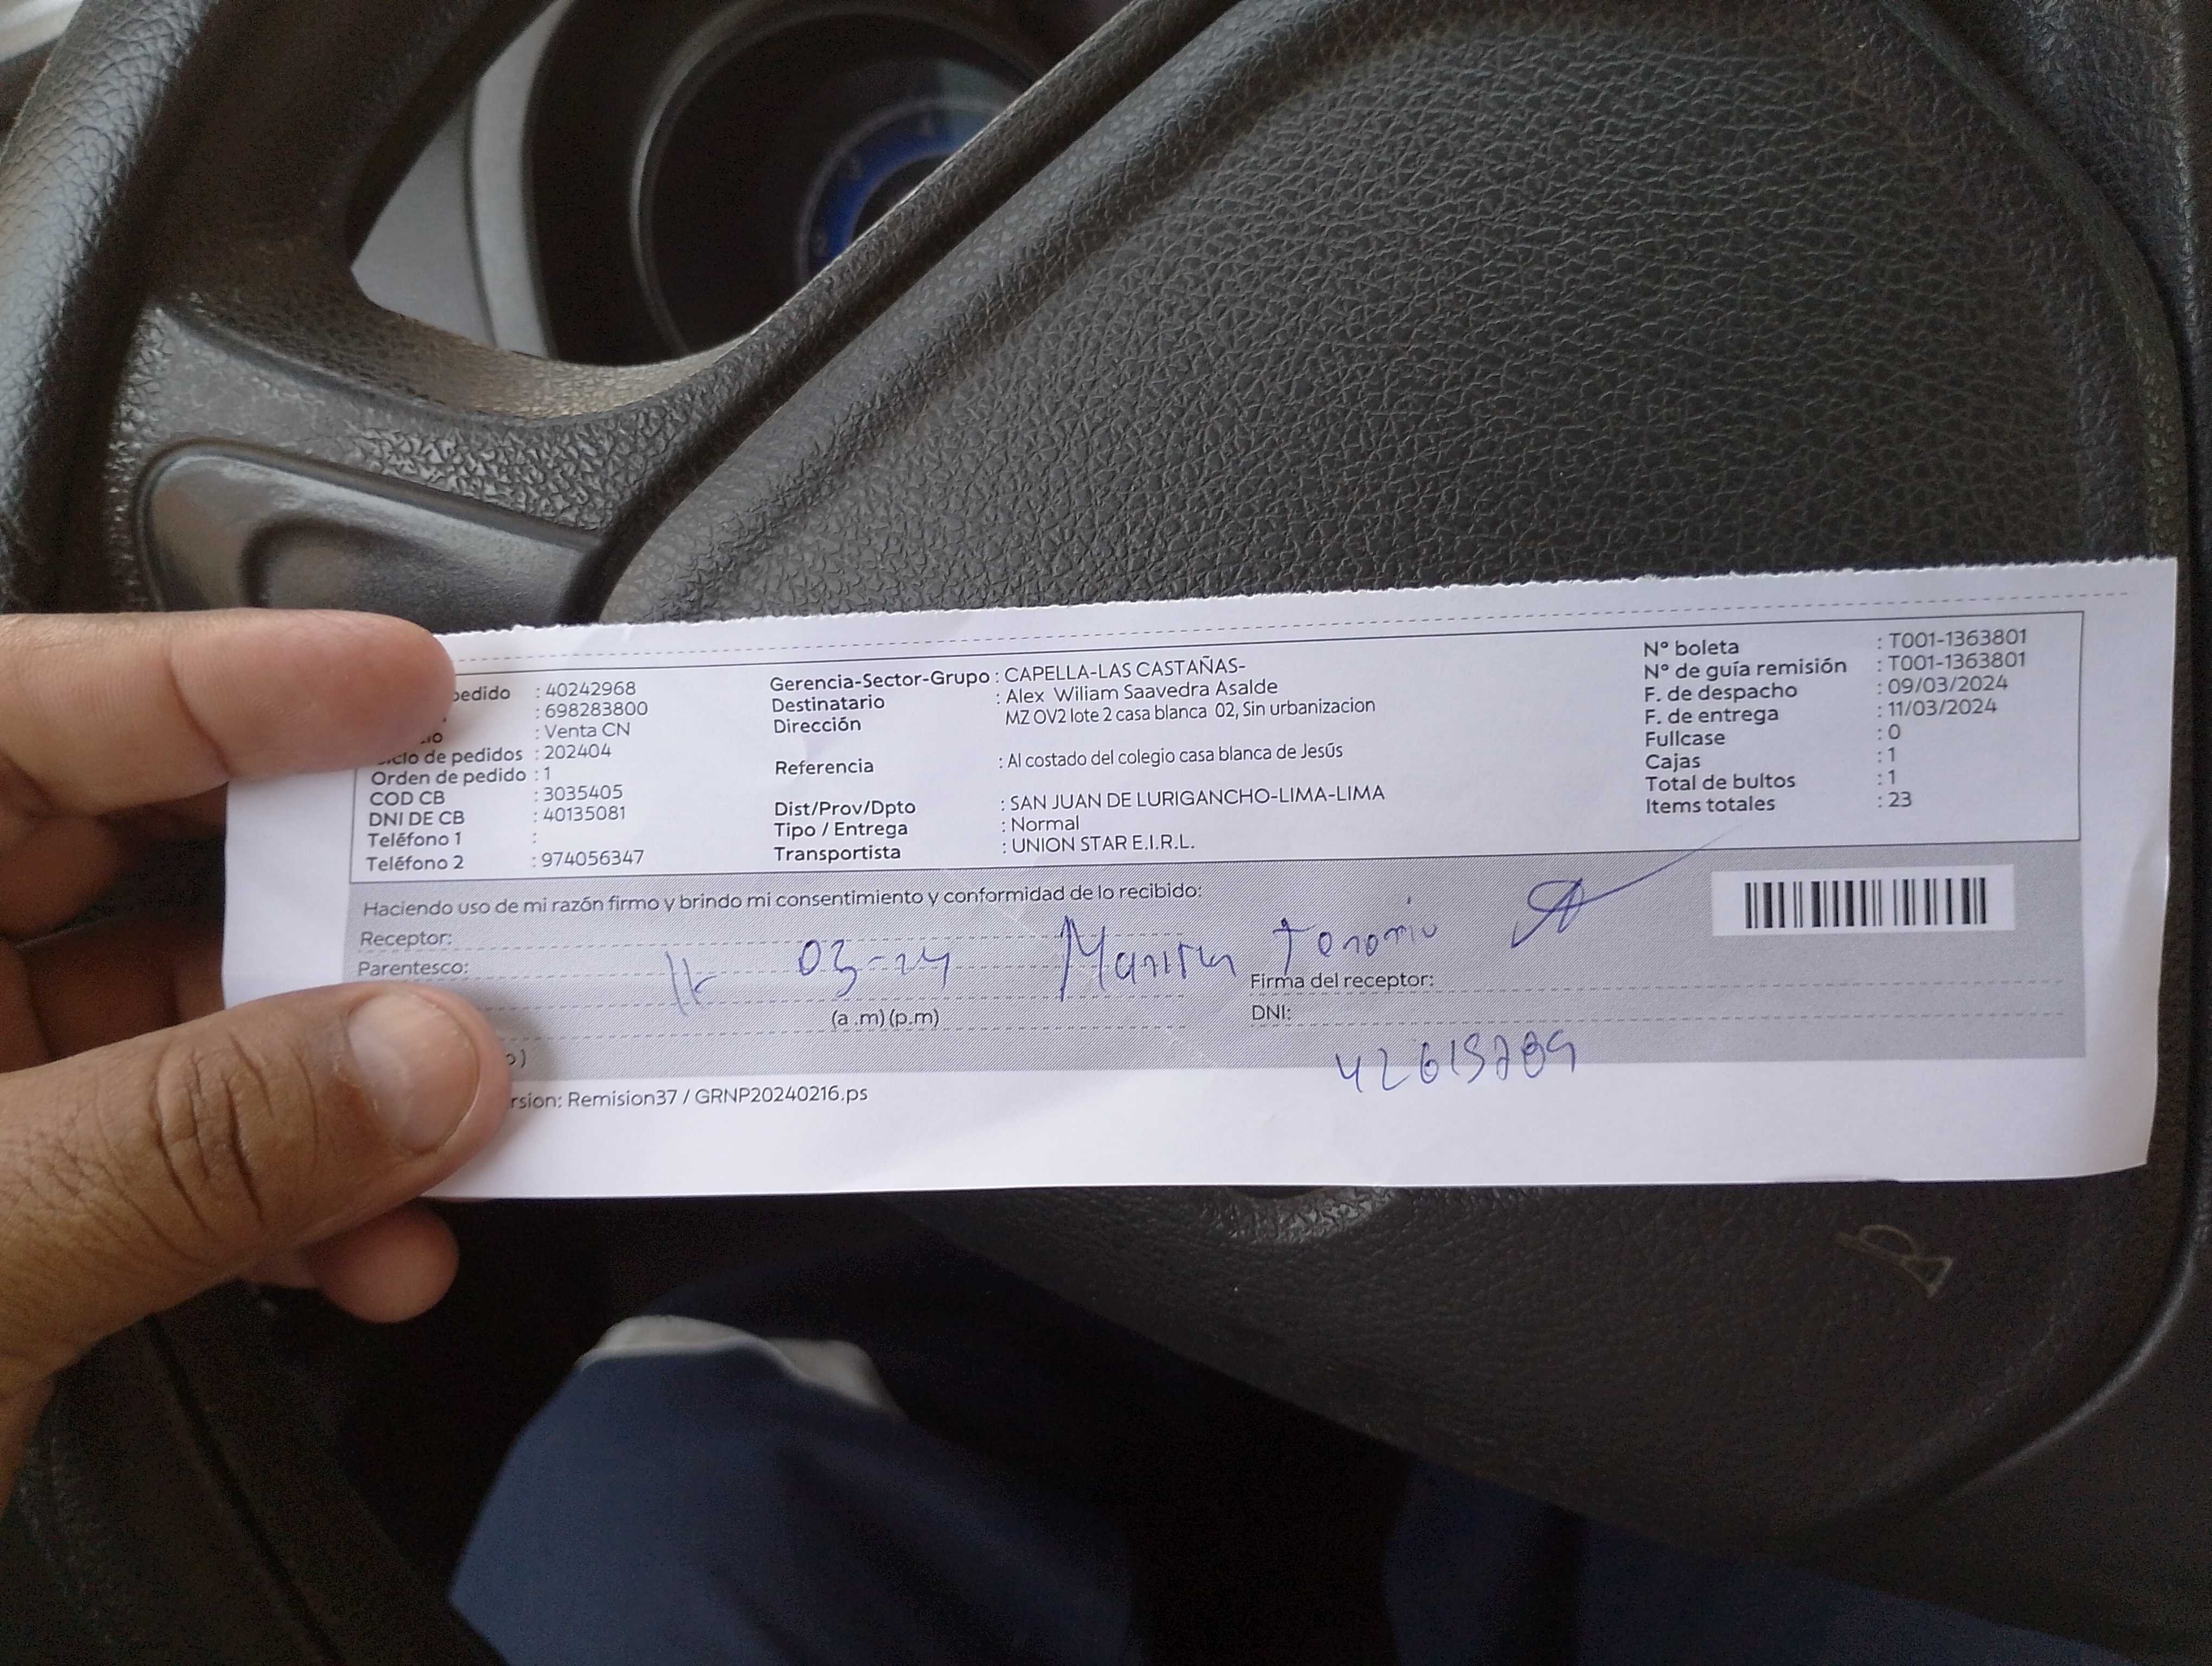 pedido : 40242968
: 698283800
: Venta CN
de pedidos : 202404
Orden de pedido : 1
COD CB : 3035405
DNI DE CB : 40135081
Teléfono 1 :
Teléfono 2 : 974056347
Gerencia-Sector-Grupo : CAPELLA-LAS CASTAÑAS-
Destinatario : Alex Wiliam Saavedra Asalde
Dirección MZ OV2 lote 2 casa blanca 02, Sin urbanizacion
Referencia : Al costado del colegio casa blanca de Jesús
Dist/Prov/Dpto : SAN JUAN DE LURIGANCHO-LIMA-LIMA
Tipo / Entrega : Normal
Transportista : UNION STAR E.I.R.L.
Nº boleta : T001-1363801
Nº de guía remisión : T001-1363801
F. de despacho : 09/03/2024
F. de entrega : 11/03/2024
Fullcase : 0
Cajas : 1
Total de bultos : 1
Items totales : 23
Haciendo uso de mi razón firmo y brindo mi consentimiento y conformidad de lo recibido:
Receptor:
Parentesco:
11- 03-24
Firma del receptor:
(a .m) (p.m)
DNI:
rsion: Remision37 / GRNP20240216.ps